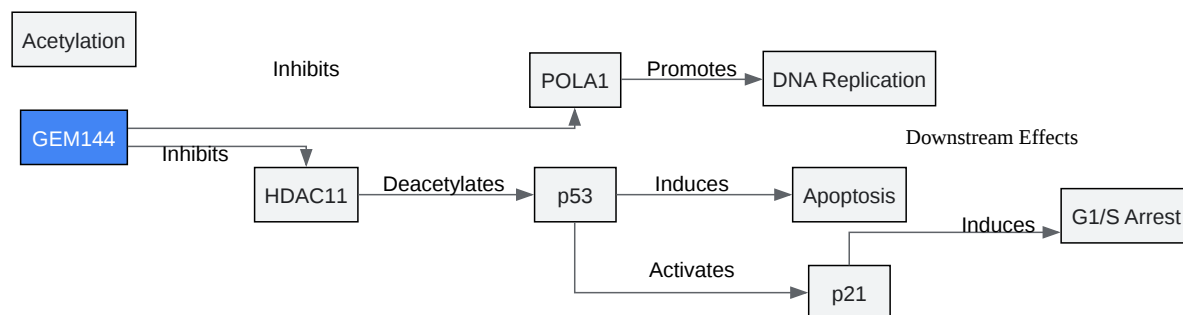 Acetylation
Inhibits
POLA1
Promotes
DNA Replication
GEM144
Inhibits
Downstream Effects
HDAC11
Deacetylates
p53
Induces
Apoptosis
Induces
G1/S Arrest
Activates
p21